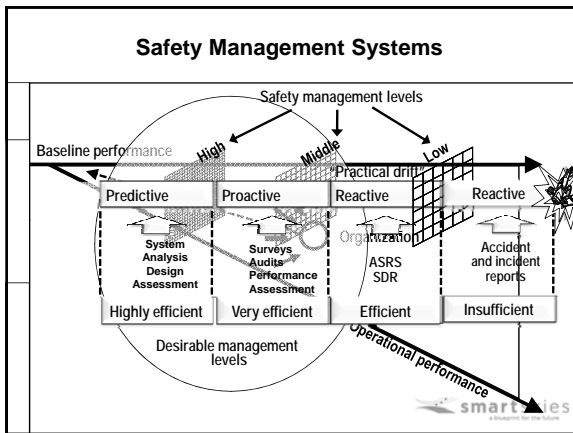 Safety Management Systems
Safety management levels
Baseline performance
High
Middle
Low
"Practical drift"
Predictive
Proactive
Reactive
Reactive
Organization
System
Analysis
Design
Assessment
Surveys
Audits
Performance
Assessment
ASRS
SDR
Accident
and incident
reports
Highly efficient
Very efficient
Efficient
Insufficient
Desirable management
levels
Operational performance
smartskies
a blueprint for the future